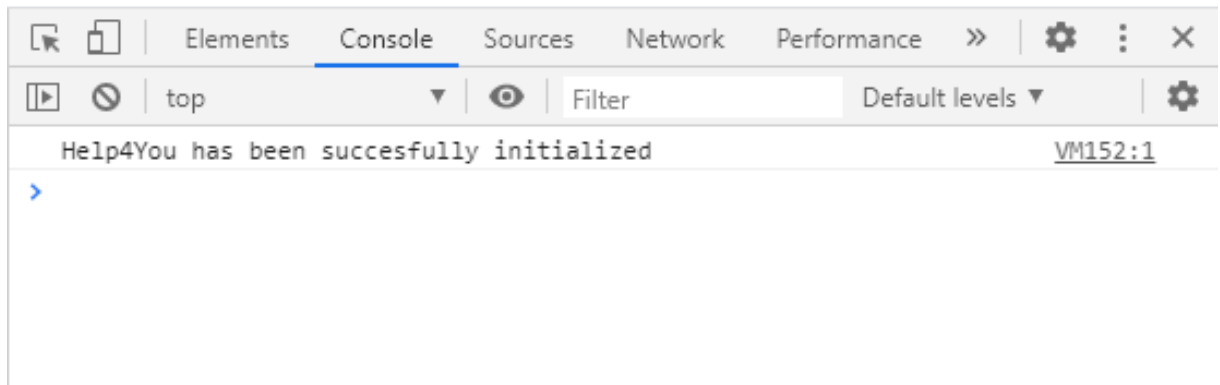 Elements Console Sources Network Performance »
top Filter Default levels
Help4You has been succesfully initialized VM152:1
>